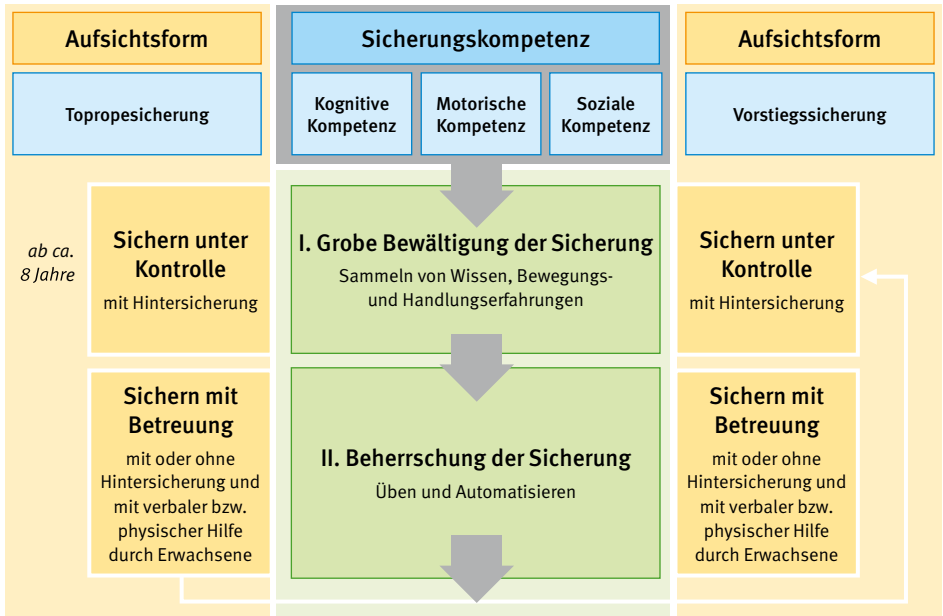 Aufsichtsform
Sicherungskompetenz
Aufsichtsform
Topropesicherung
Kognitive
Kompetenz
Motorische
Kompetenz
Soziale
Kompetenz
Vorstiegssicherung
ab ca.
8 Jahre
Sichern unter
Kontrolle
mit Hintersicherung
I. Grobe Bewältigung der Sicherung
Sammeln von Wissen, Bewegungs-
und Handlungserfahrungen
Sichern unter
Kontrolle
mit Hintersicherung
Sichern mit
Betreuung
mit oder ohne
Hintersicherung und
mit verbaler bzw.
physischer Hilfe
durch Erwachsene
II. Beherrschung der Sicherung
Üben und Automatisieren
Sichern mit
Betreuung
mit oder ohne
Hintersicherung und
mit verbaler bzw.
physischer Hilfe
durch Erwachsene